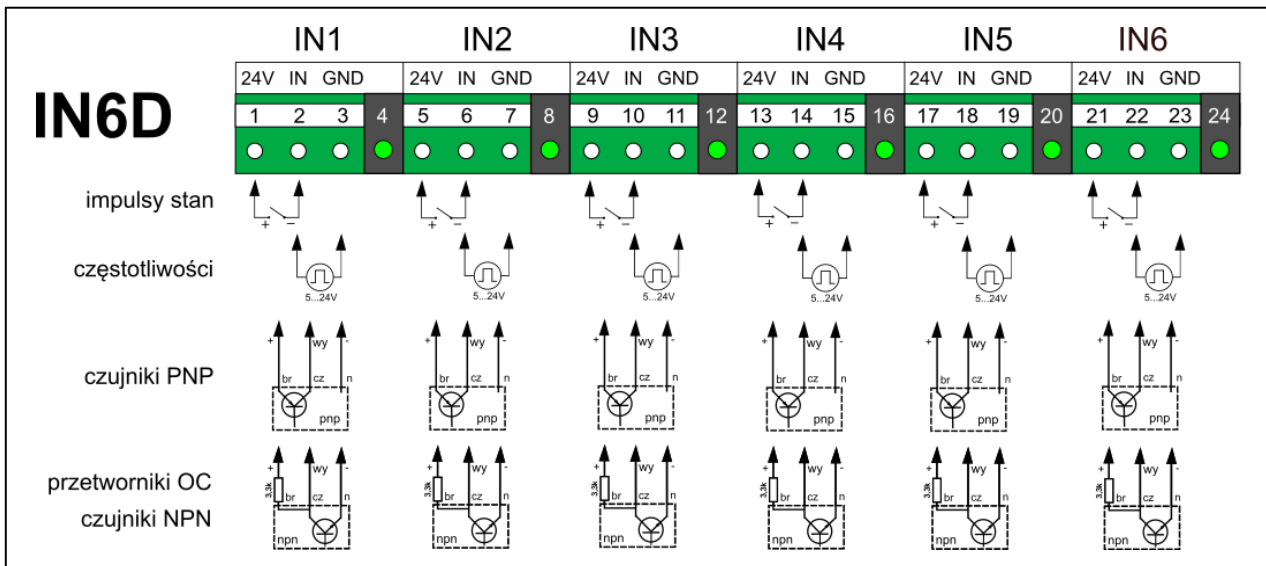 IN1 IN2 IN3 IN4 IN5 IN6
24V IN GND 24V IN GND 24V IN GND 24V IN GND 24V IN GND 24V IN GND
IN6D
1 2 3 4 5 6 7 8 9 10 11 12 13 14 15 16 17 18 19 20 21 22 23 24
impulsy stan
+ − + − + − + − + − + −
częstotliwości
5...24V 5...24V 5...24V 5...24V 5...24V 5...24V
+ wy - + wy - + wy - + wy - + wy - + wy -
czujniki PNP
br cz n br cz n br cz n br cz n br cz n br cz n
pnp pnp pnp pnp pnp pnp
+ wy - + wy - + wy - + wy - + wy - + wy -
przetworniki OC
3,3k br cz n 3,3k br cz n 3,3k br cz n 3,3k br cz n 3,3k br cz n 3,3k br cz n
czujniki NPN
npn npn npn npn npn npn